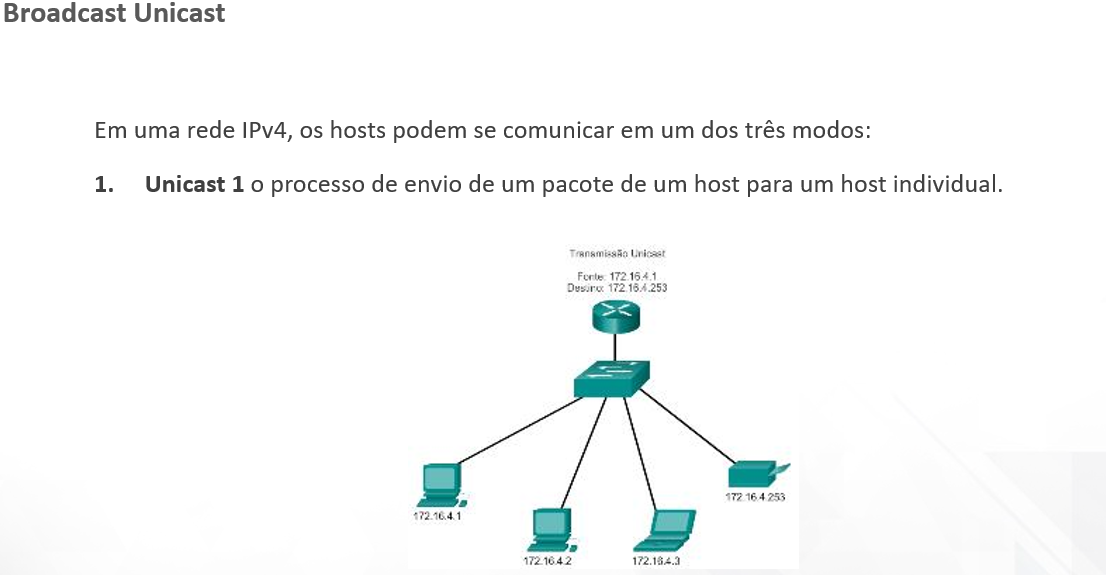 Broadcast Unicast
Em uma rede IPv4, os hosts podem se comunicar em um dos três modos:
1. Unicast 1 o processo de envio de um pacote de um host para um host individual.
Transmissão Unicast
Fonte: 172.16.4.1
Destino: 172.16.4.253
172.16.4.253
172.16.4.1
172.16.4.2
172.16.4.3